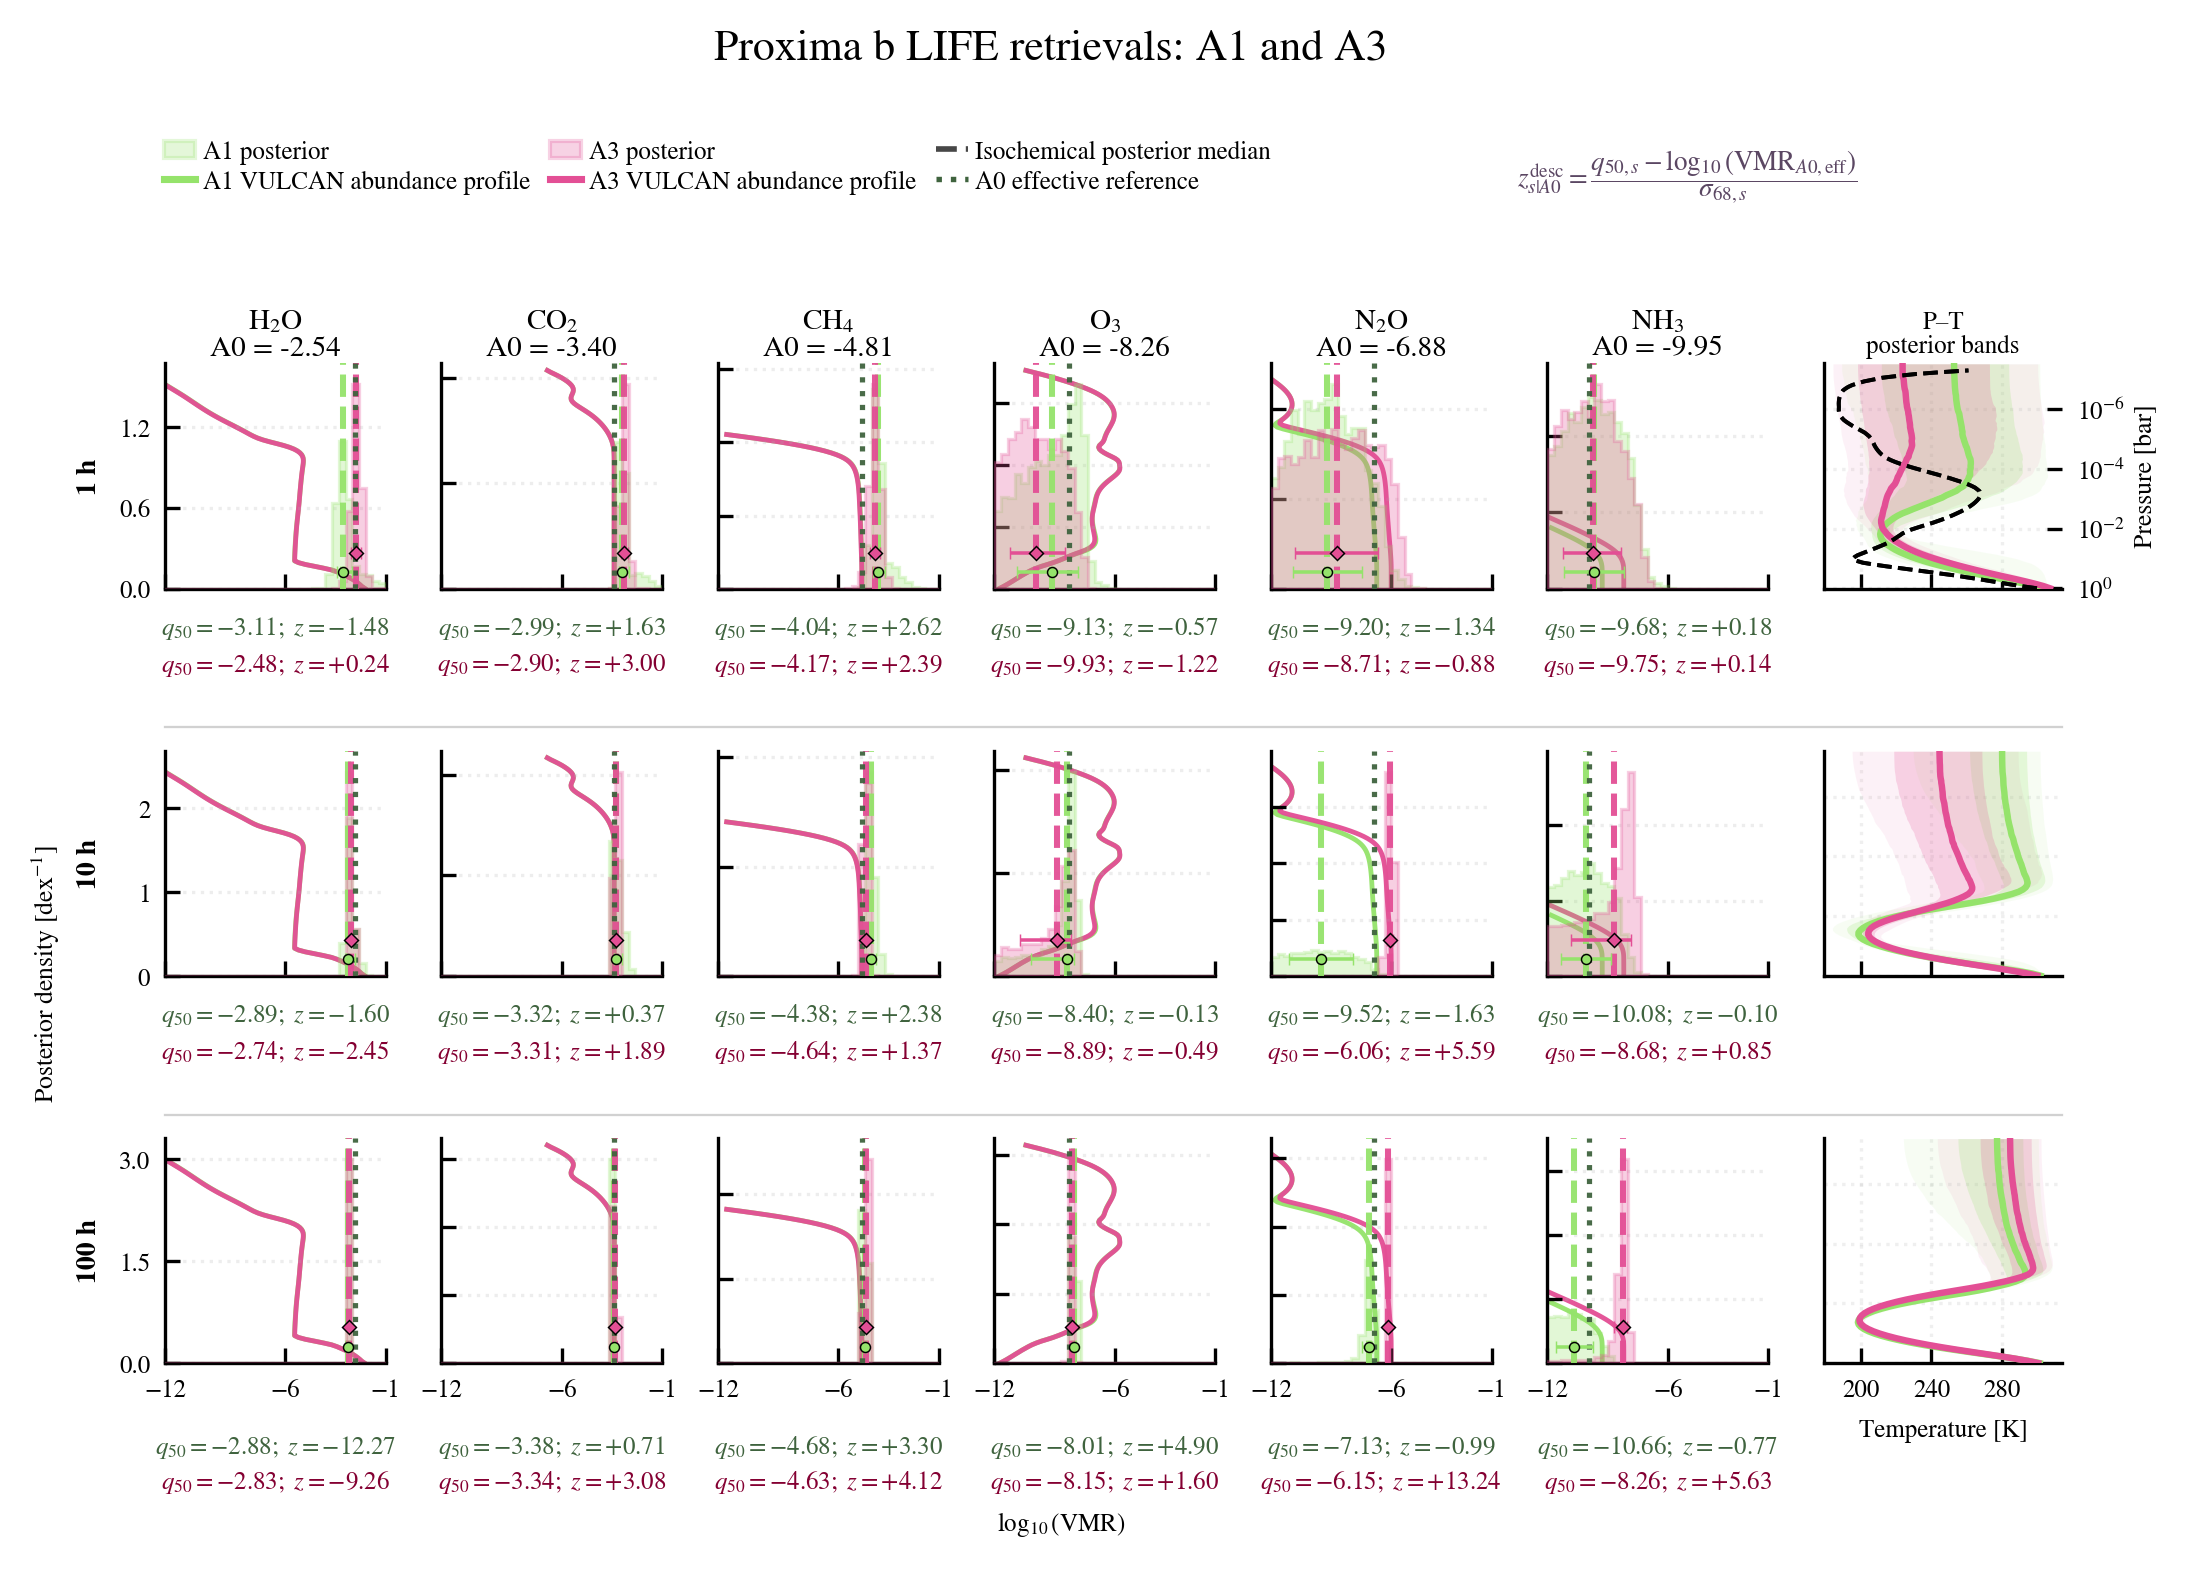 Proxima b LIFE retrievals: A1 and A3
A1 posterior
A1 VULCAN abundance profile
A3 posterior
A3 VULCAN abundance profile
Isochemical posterior median
A0 effective reference
z_{s|A0}^{desc} = \frac{q_{50,s} − log_{10}(VMR_{A0,eff})}{σ_{68,s}}
H₂O
A0 = -2.54
CO₂
A0 = -3.40
CH₄
A0 = -4.81
O₃
A0 = -8.26
N₂O
A0 = -6.88
NH₃
A0 = -9.95
P–T
posterior bands
1 h
1.2
0.6
0.0
10⁻⁶
10⁻⁴
10⁻²
10⁰
Pressure [bar]
q₅₀ = −3.11; z = −1.48
q₅₀ = −2.48; z = +0.24
q₅₀ = −2.99; z = +1.63
q₅₀ = −2.90; z = +3.00
q₅₀ = −4.04; z = +2.62
q₅₀ = −4.17; z = +2.39
q₅₀ = −9.13; z = −0.57
q₅₀ = −9.93; z = −1.22
q₅₀ = −9.20; z = −1.34
q₅₀ = −8.71; z = −0.88
q₅₀ = −9.68; z = +0.18
q₅₀ = −9.75; z = +0.14
Posterior density [dex⁻¹]
10 h
2
1
0
q₅₀ = −2.89; z = −1.60
q₅₀ = −2.74; z = −2.45
q₅₀ = −3.32; z = +0.37
q₅₀ = −3.31; z = +1.89
q₅₀ = −4.38; z = +2.38
q₅₀ = −4.64; z = +1.37
q₅₀ = −8.40; z = −0.13
q₅₀ = −8.89; z = −0.49
q₅₀ = −9.52; z = −1.63
q₅₀ = −6.06; z = +5.59
q₅₀ = −10.08; z = −0.10
q₅₀ = −8.68; z = +0.85
100 h
3.0
1.5
0.0
−12 −6 −1
−12 −6 −1
−12 −6 −1
−12 −6 −1
−12 −6 −1
−12 −6 −1
200 240 280
Temperature [K]
q₅₀ = −2.88; z = −12.27
q₅₀ = −2.83; z = −9.26
q₅₀ = −3.38; z = +0.71
q₅₀ = −3.34; z = +3.08
q₅₀ = −4.68; z = +3.30
q₅₀ = −4.63; z = +4.12
q₅₀ = −8.01; z = +4.90
q₅₀ = −8.15; z = +1.60
q₅₀ = −7.13; z = −0.99
q₅₀ = −6.15; z = +13.24
q₅₀ = −10.66; z = −0.77
q₅₀ = −8.26; z = +5.63
log₁₀(VMR)